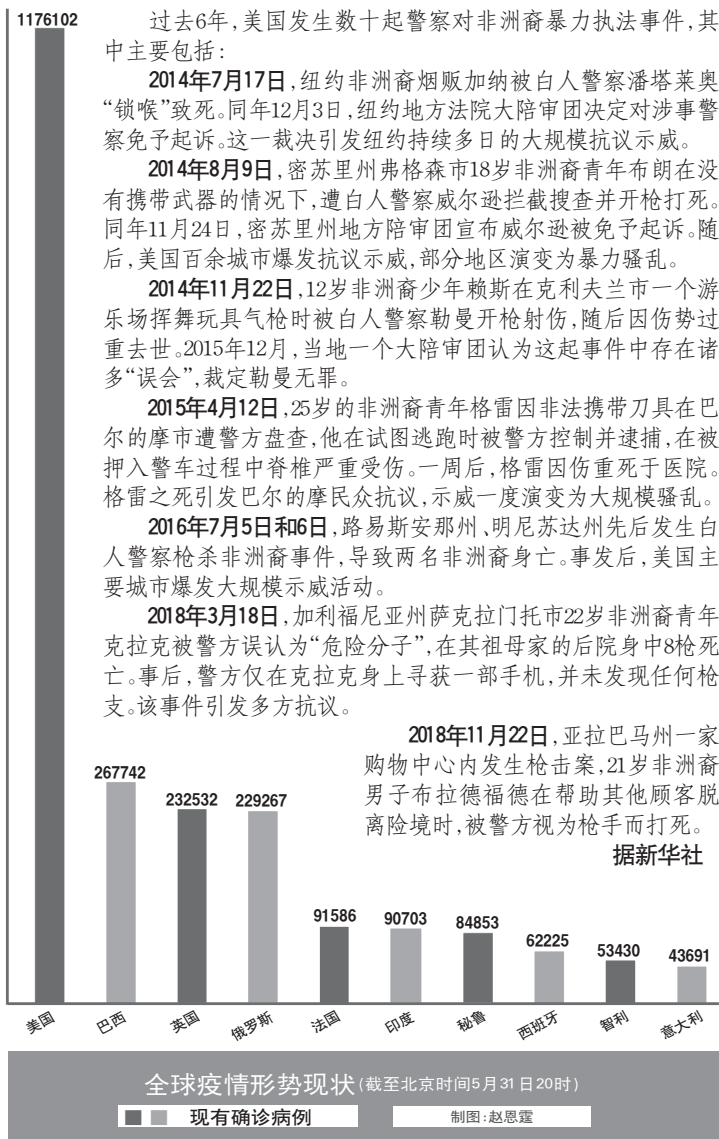 1176102
过去6年,美国发生数十起警察对非洲裔暴力执法事件,其
中主要包括:
2014年7月17日,纽约非洲裔烟贩加纳被白人警察潘塔莱奥
“锁喉”致死。同年12月3日,纽约地方法院大陪审团决定对涉事警
察免予起诉。这一裁决引发纽约持续多日的大规模抗议示威。
2014年8月9日,密苏里州弗格森市18岁非洲裔青年布朗在没
有携带武器的情况下,遭白人警察威尔逊拦截搜查并开枪打死。
同年11月24日,密苏里州地方陪审团宣布威尔逊被免予起诉。随
后,美国百余城市爆发抗议示威,部分地区演变为暴力骚乱。
2014年11月22日,12岁非洲裔少年赖斯在克利夫兰市一个游
乐场挥舞玩具气枪时被白人警察勒曼开枪射伤,随后因伤势过
重去世。2015年12月,当地一个大陪审团认为这起事件中存在诸
多“误会”,裁定勒曼无罪。
2015年4月12日,25岁的非洲裔青年格雷因非法携带刀具在巴
尔的摩市遭警方盘查,他在试图逃跑时被警方控制并逮捕,在被
押入警车过程中脊椎严重受伤。一周后,格雷因伤重死于医院。
格雷之死引发巴尔的摩民众抗议,示威一度演变为大规模骚乱。
2016年7月5日和6日,路易斯安那州、明尼苏达州先后发生白
人警察枪杀非洲裔事件,导致两名非洲裔身亡。事发后,美国主
要城市爆发大规模示威活动。
2018年3月18日,加利福尼亚州萨克拉门托市22岁非洲裔青年
克拉克被警方误认为“危险分子”,在其祖母家的后院身中8枪死
亡。事后,警方仅在克拉克身上寻获一部手机,并未发现任何枪
支。该事件引发多方抗议。
2018年11月22日,亚拉巴马州一家
购物中心内发生枪击案,21岁非洲裔
男子布拉德福德在帮助其他顾客脱
离险境时,被警方视为枪手而打死。
据新华社
267742
232532
229267
91586
90703
84853
62225
53430
43691
美国
巴西
英国
俄罗斯
法国
印度
秘鲁
西班牙
智利
意大利
全球疫情形势现状(截至北京时间5月31日20时)
现有确诊病例
制图:赵恩霆